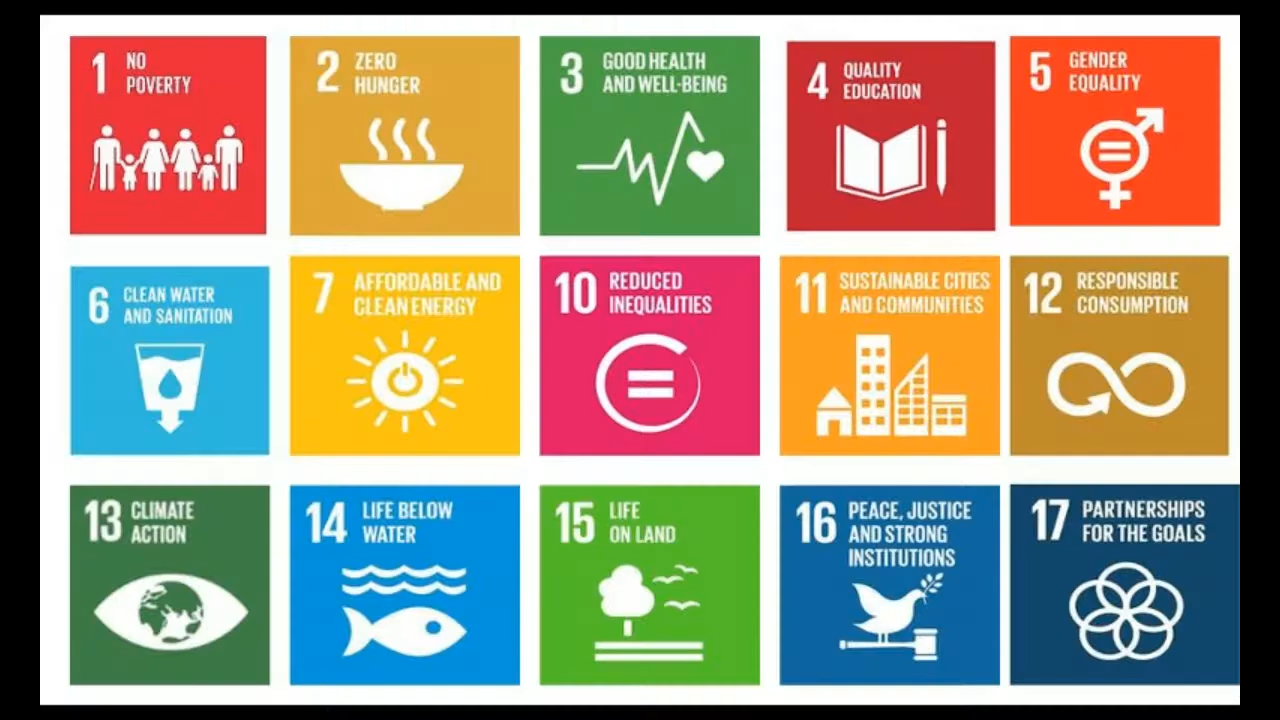 1 NO
POVERTY
2 ZERO
HUNGER
3 GOOD HEALTH
AND WELL-BEING
4 QUALITY
EDUCATION
5 GENDER
EQUALITY
6 CLEAN WATER
AND SANITATION
7 AFFORDABLE AND
CLEAN ENERGY
10 REDUCED
INEQUALITIES
11 SUSTAINABLE CITIES
AND COMMUNITIES
12 RESPONSIBLE
CONSUMPTION
13 CLIMATE
ACTION
14 LIFE BELOW
WATER
15 LIFE
ON LAND
16 PEACE, JUSTICE
AND STRONG
INSTITUTIONS
17 PARTNERSHIPS
FOR THE GOALS